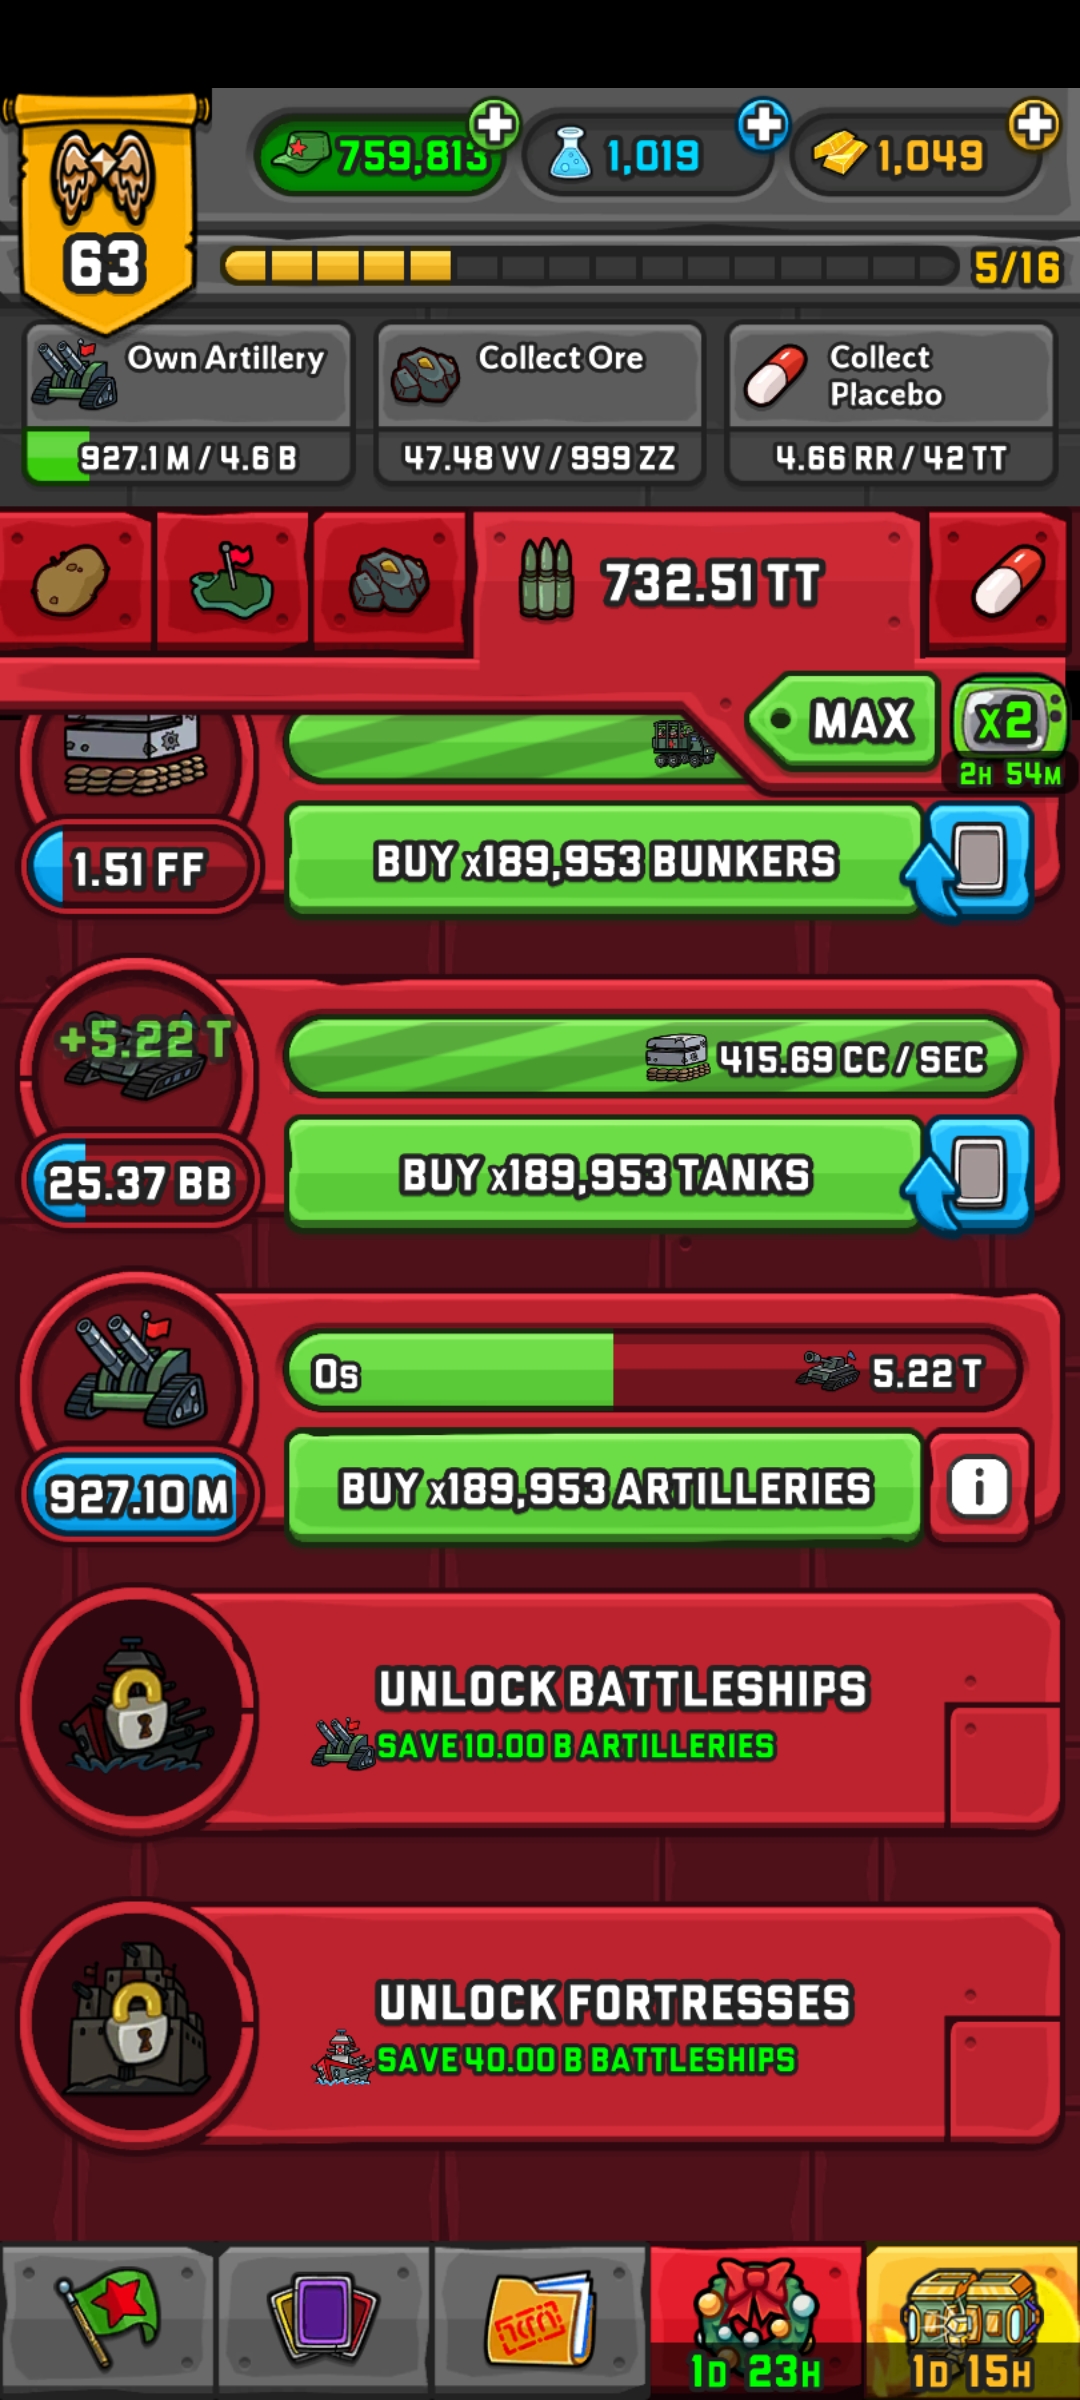 63
759,813
1,019
1,049
5/16
Own Artillery
927.1 M / 4.6 B
Collect Ore
47.48 VV / 999 ZZ
Collect
Placebo
4.66 RR / 42 TT
732.51 TT
MAX
x2
2H 54M
1.51 FF
BUY x189,953 BUNKERS
+5.22 T
415.69 CC / SEC
25.37 BB
BUY x189,953 TANKS
0s
5.22 T
927.10 M
BUY x189,953 ARTILLERIES
i
UNLOCK BATTLESHIPS
SAVE 10.00 B ARTILLERIES
UNLOCK FORTRESSES
SAVE 40.00 B BATTLESHIPS
1D 23H
1D 15H